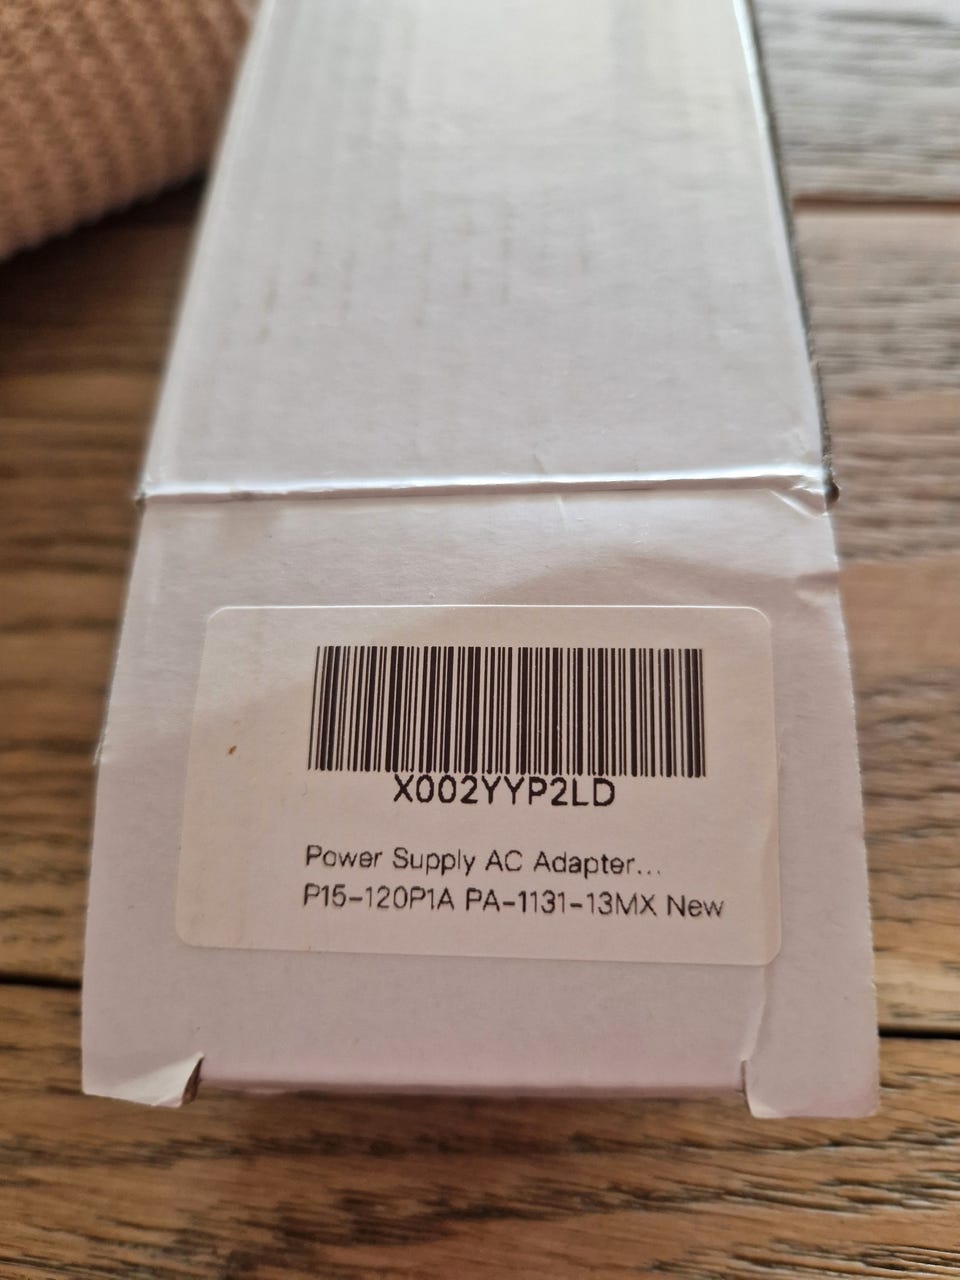 X002YYP2LD
Power Supply AC Adapter...
P15-120P1A PA-1131-13MX New